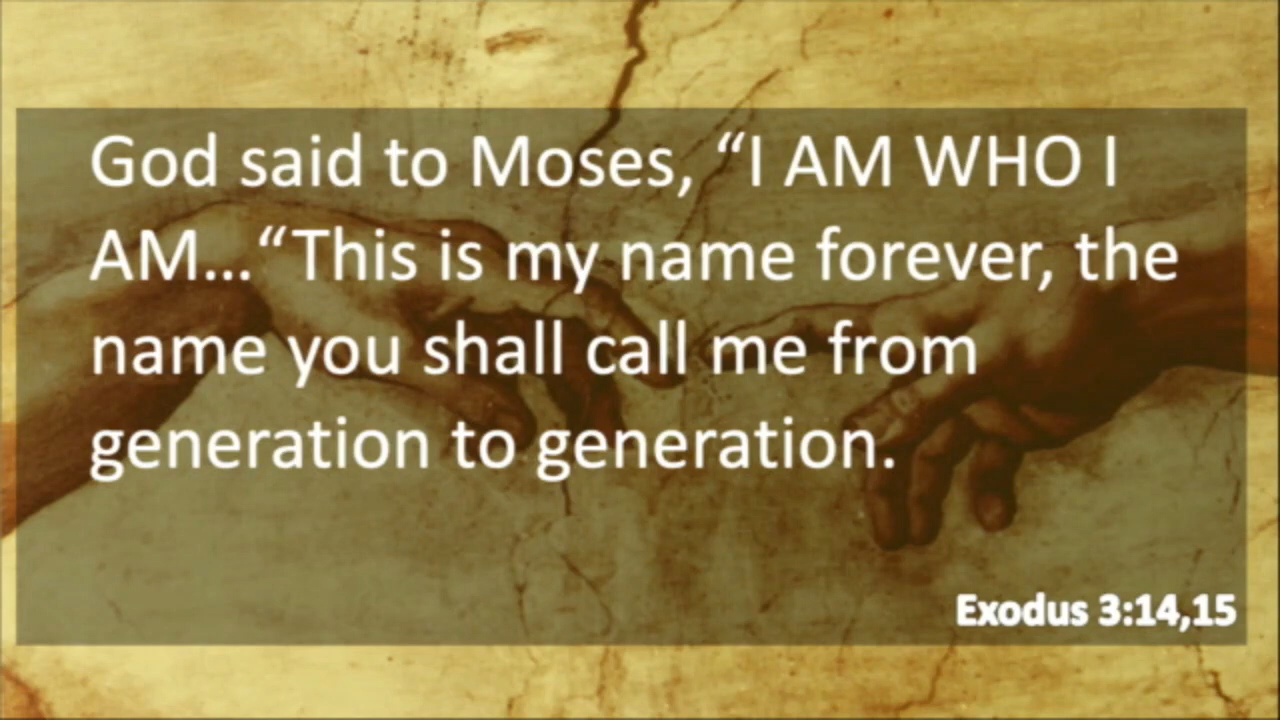 God said to Moses, “I AM WHO I
AM... “This is my name forever, the
name you shall call me from
generation to generation.
Exodus 3:14,15